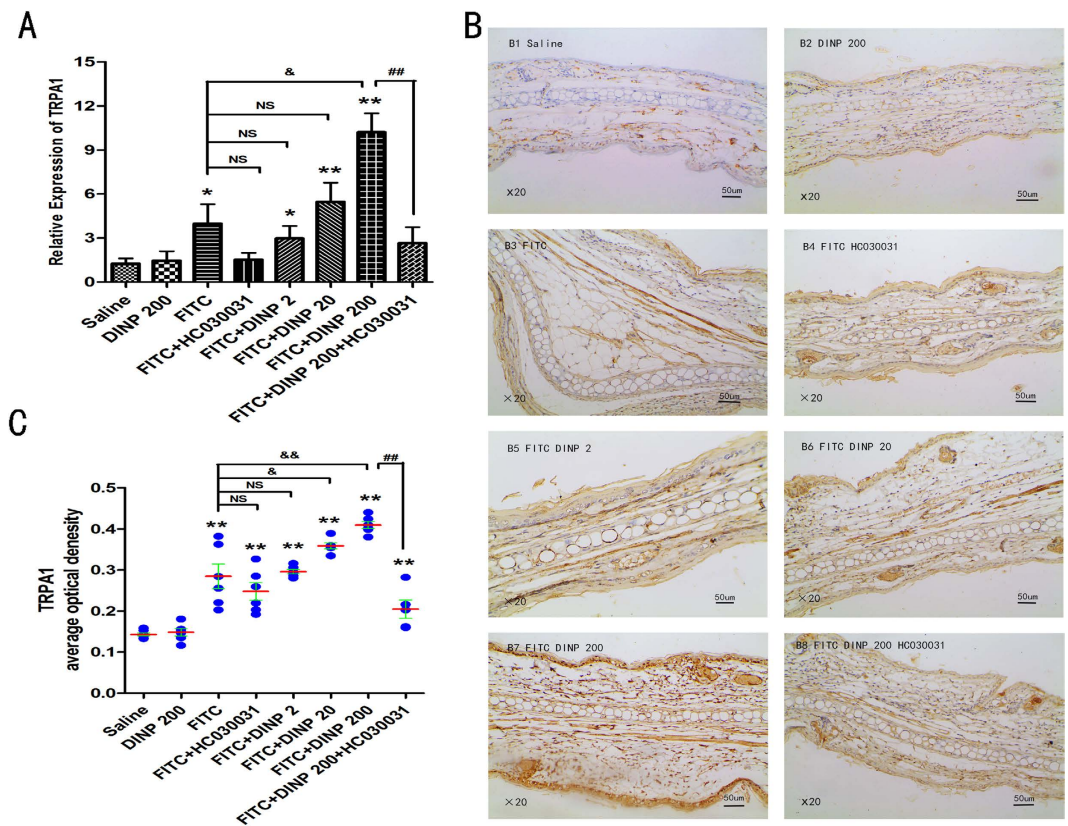 A
Relative Expression of TRPA1
15
12
9
6
3
0
&
##
NS
NS
NS
*
*
**
**
Saline
DINP 200
FITC
FITC+HC030031
FITC+DINP 2
FITC+DINP 20
FITC+DINP 200
FITC+DINP 200+HC030031
B
B1 Saline
×20
50um
B2 DINP 200
×20
50um
B3 FITC
×20
50um
B4 FITC HC030031
×20
50um
B5 FITC DINP 2
×20
50um
B6 FITC DINP 20
×20
50um
B7 FITC DINP 200
×20
50um
B8 FITC DINP 200 HC030031
×20
50um
C
TRPA1
average optical denesity
0.5
0.4
0.3
0.2
0.1
0.0
&&
##
&
NS
NS
**
**
**
**
**
**
Saline
DINP 200
FITC
FITC+HC030031
FITC+DINP 2
FITC+DINP 20
FITC+DINP 200
FITC+DINP 200+HC030031